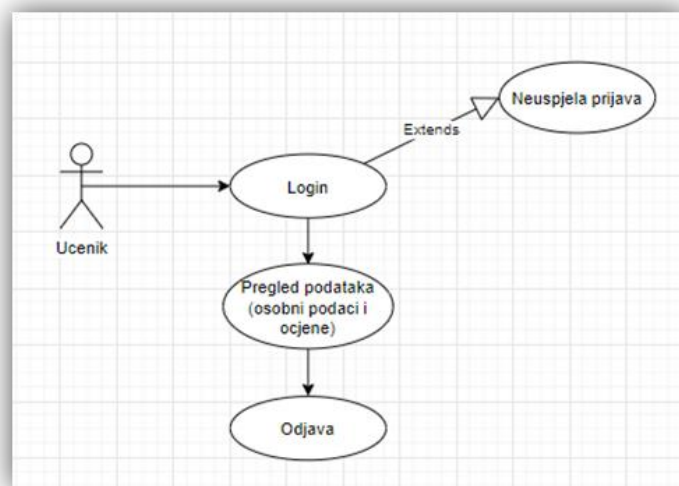 Neuspjela prijava
Extends
Login
Ucenik
Pregled podataka
(osobni podaci i
ocjene)
Odjava